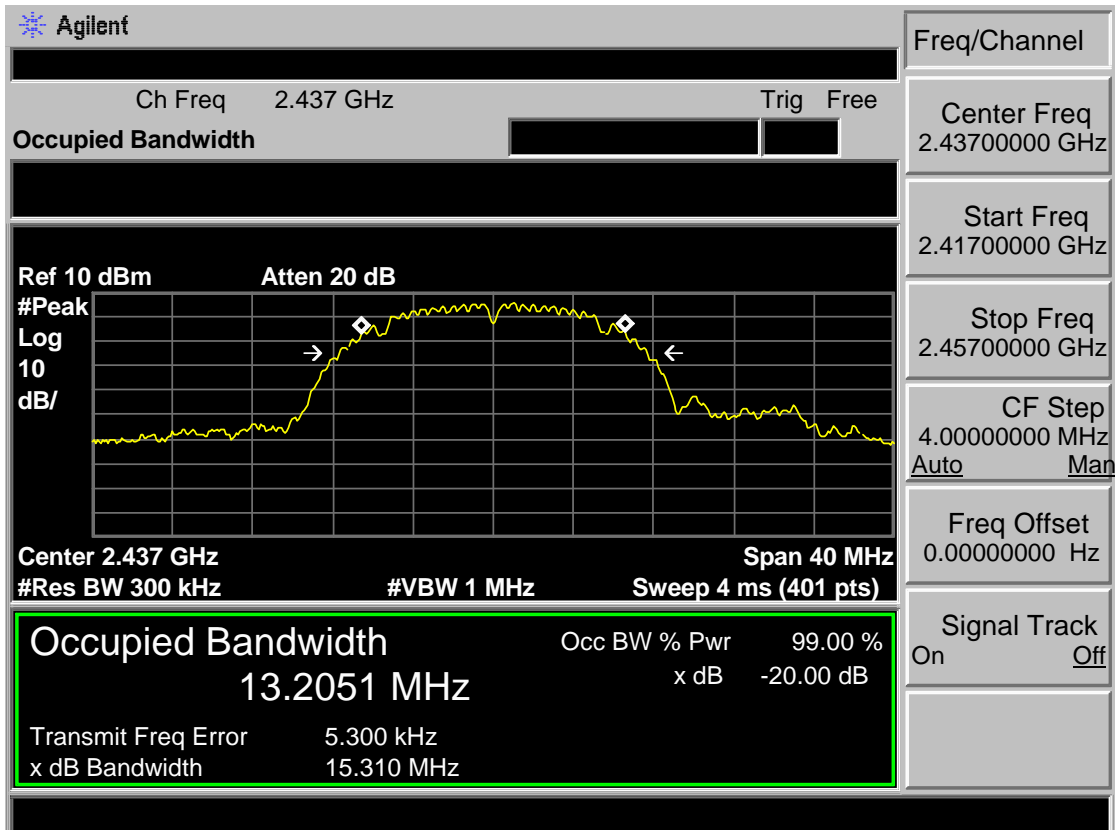 Agilent
Ch Freq 2.437 GHz Trig Free
Occupied Bandwidth
Ref 10 dBm Atten 20 dB
#Peak
Log
10
dB/
Center 2.437 GHz Span 40 MHz
#Res BW 300 kHz #VBW 1 MHz Sweep 4 ms (401 pts)
Occupied Bandwidth
13.2051 MHz
Occ BW % Pwr 99.00 %
x dB -20.00 dB
Transmit Freq Error 5.300 kHz
x dB Bandwidth 15.310 MHz
Freq/Channel
Center Freq
2.43700000 GHz
Start Freq
2.41700000 GHz
Stop Freq
2.45700000 GHz
CF Step
4.00000000 MHz
Auto Man
Freq Offset
0.00000000 Hz
Signal Track
On Off